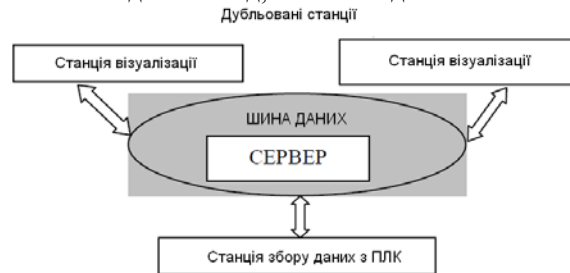 Дубльовані станції
Станція візуалізації
Станція візуалізації
ШИНА ДАНИХ
СЕРВЕР
Станція збору даних з ПЛК